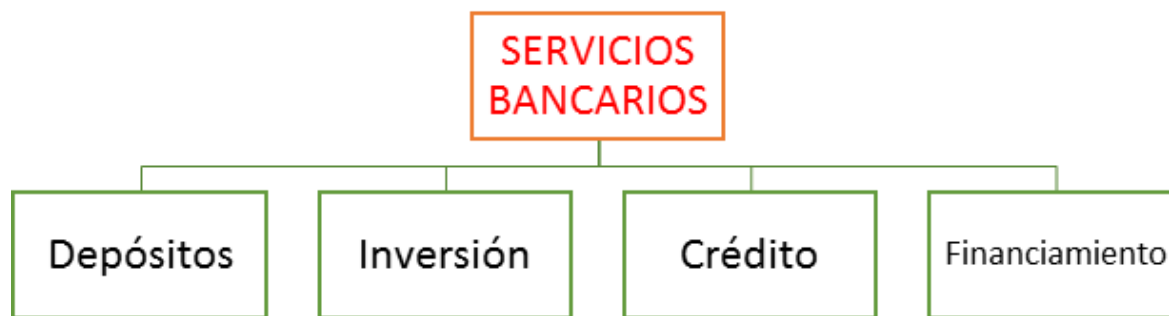 SERVICIOS
BANCARIOS
Depósitos
Inversión
Crédito
Financiamiento